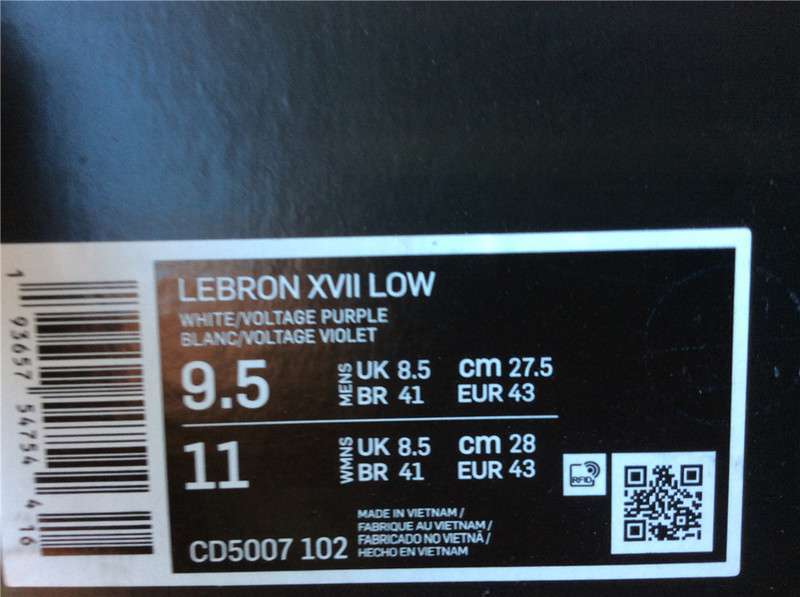 LEBRON XVII LOW
WHITE/VOLTAGE PURPLE
BLANC/VOLTAGE VIOLET
9.5 MENS UK 8.5 cm 27.5
BR 41 EUR 43
11 WMNS UK 8.5 cm 28
BR 41 EUR 43
RFID
CD5007 102
MADE IN VIETNAM /
FABRIQUE AU VIETNAM /
FABRICADO NO VIETNÃ /
HECHO EN VIETNAM
1 93657 54754 4 16